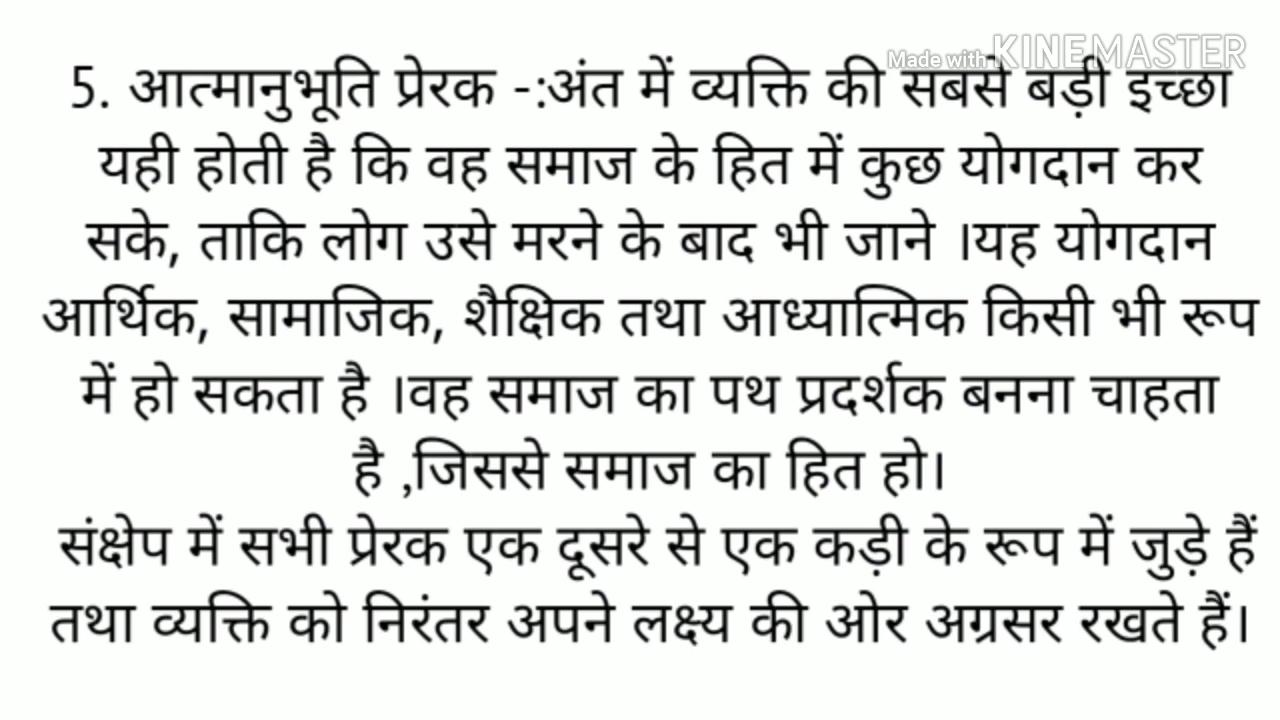 Made with KINEMASTER
5. आत्मानुभूति प्रेरक -:अंत में व्यक्ति की सबसे बड़ी इच्छा
यही होती है कि वह समाज के हित में कुछ योगदान कर
सके, ताकि लोग उसे मरने के बाद भी जाने ।यह योगदान
आर्थिक, सामाजिक, शैक्षिक तथा आध्यात्मिक किसी भी रूप
में हो सकता है ।वह समाज का पथ प्रदर्शक बनना चाहता
है ,जिससे समाज का हित हो।
संक्षेप में सभी प्रेरक एक दूसरे से एक कड़ी के रूप में जुड़े हैं
तथा व्यक्ति को निरंतर अपने लक्ष्य की ओर अग्रसर रखते हैं।